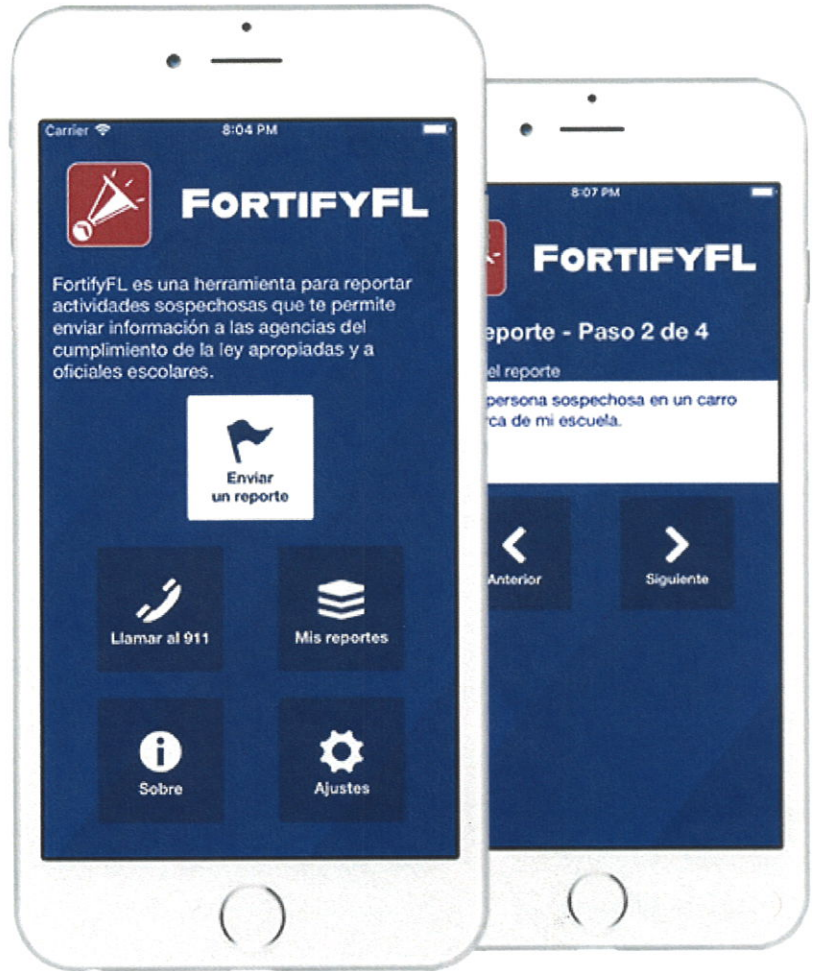 Carrier
8:04 PM
FORTIFYFL
FortifyFL es una herramienta para reportar
actividades sospechosas que te permite
enviar información a las agencias del
cumplimiento de la ley apropiadas y a
oficiales escolares.
Enviar
un reporte
Llamar al 911
Mis reportes
Sobre
Ajustes
8:07 PM
FORTIFYFL
eporte - Paso 2 de 4
el reporte
persona sospechosa en un carro
rca de mi escuela.
Anterior
Siguiente